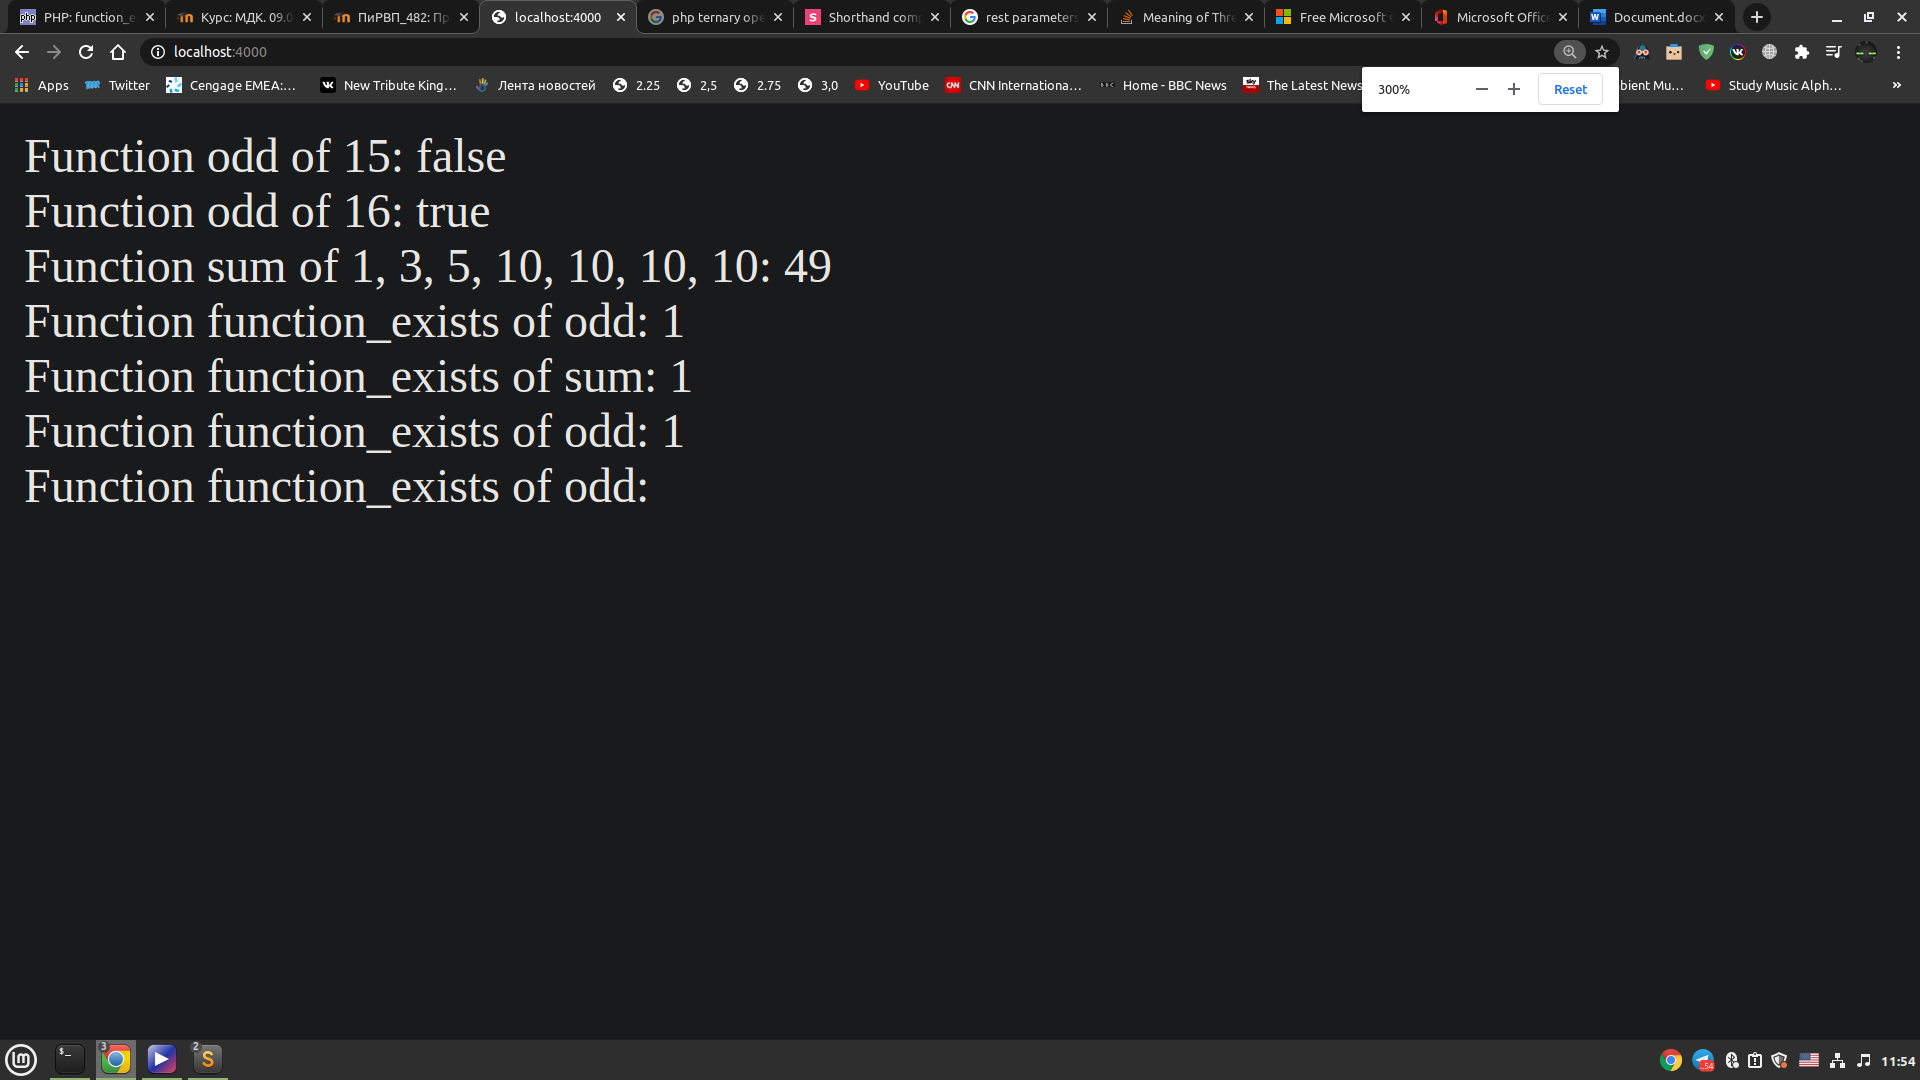 PHP: function_e
Курс: МДК. 09.0
ПиРВП_482: Пр
localhost:4000
php ternary ope
Shorthand comp
rest parameters
Meaning of Thre
Free Microsoft
Microsoft Office
Document.docx
localhost:4000
Apps
Twitter
Cengage EMEA:...
New Tribute King...
Лента новостей
2.25
2,5
2.75
3,0
YouTube
CNN Internationa...
Home - BBC News
The Latest News
bient Mu...
Study Music Alph...
»
300%
Reset
Function odd of 15: false
Function odd of 16: true
Function sum of 1, 3, 5, 10, 10, 10, 10: 49
Function function_exists of odd: 1
Function function_exists of sum: 1
Function function_exists of odd: 1
Function function_exists of odd:
3
2
11:54